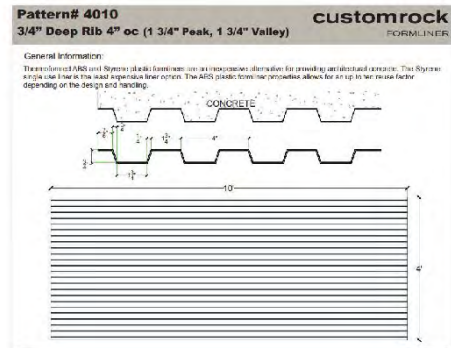 Pattern# 4010
3/4" Deep Rib 4" oc (1 3/4" Peak, 1 3/4" Valley)
customrock
FORMLINER
General Information:
Thermoformed ABS and Styrene plastic formliners are an inexpensive alternative for providing architectural concrete. The Styrene
single use liner is the least expensive liner option. The ABS plastic formliner properties allows for an up to ten reuse factor
depending on the design and handling.
CONCRETE
4"
10'
4'